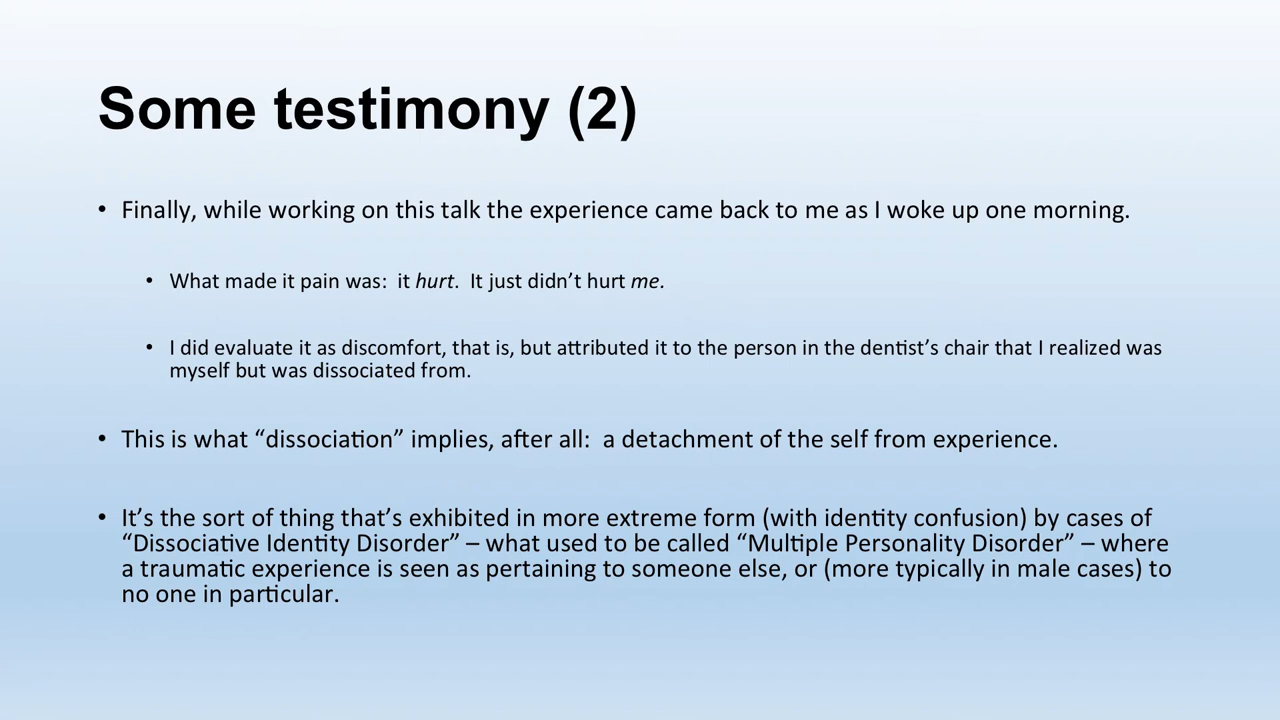 Some testimony (2)
• Finally, while working on this talk the experience came back to me as I woke up one morning.
• What made it pain was:  it hurt.  It just didn’t hurt me.
• I did evaluate it as discomfort, that is, but attributed it to the person in the dentist’s chair that I realized was
myself but was dissociated from.
• This is what “dissociation” implies, after all:  a detachment of the self from experience.
• It’s the sort of thing that’s exhibited in more extreme form (with identity confusion) by cases of
“Dissociative Identity Disorder” – what used to be called “Multiple Personality Disorder” – where
a traumatic experience is seen as pertaining to someone else, or (more typically in male cases) to
no one in particular.